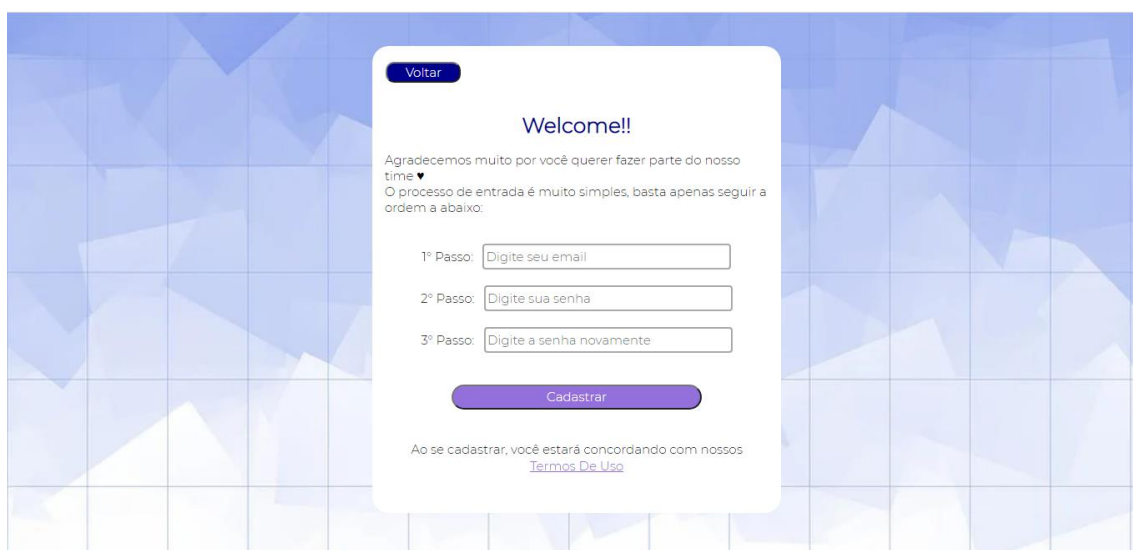 Voltar
Welcome!!
Agradecemos muito por você querer fazer parte do nosso
time ♥
O processo de entrada é muito simples, basta apenas seguir a
ordem a abaixo:
1° Passo: Digite seu email
2° Passo: Digite sua senha
3° Passo: Digite a senha novamente
Cadastrar
Ao se cadastrar, você estará concordando com nossos
Termos De Uso